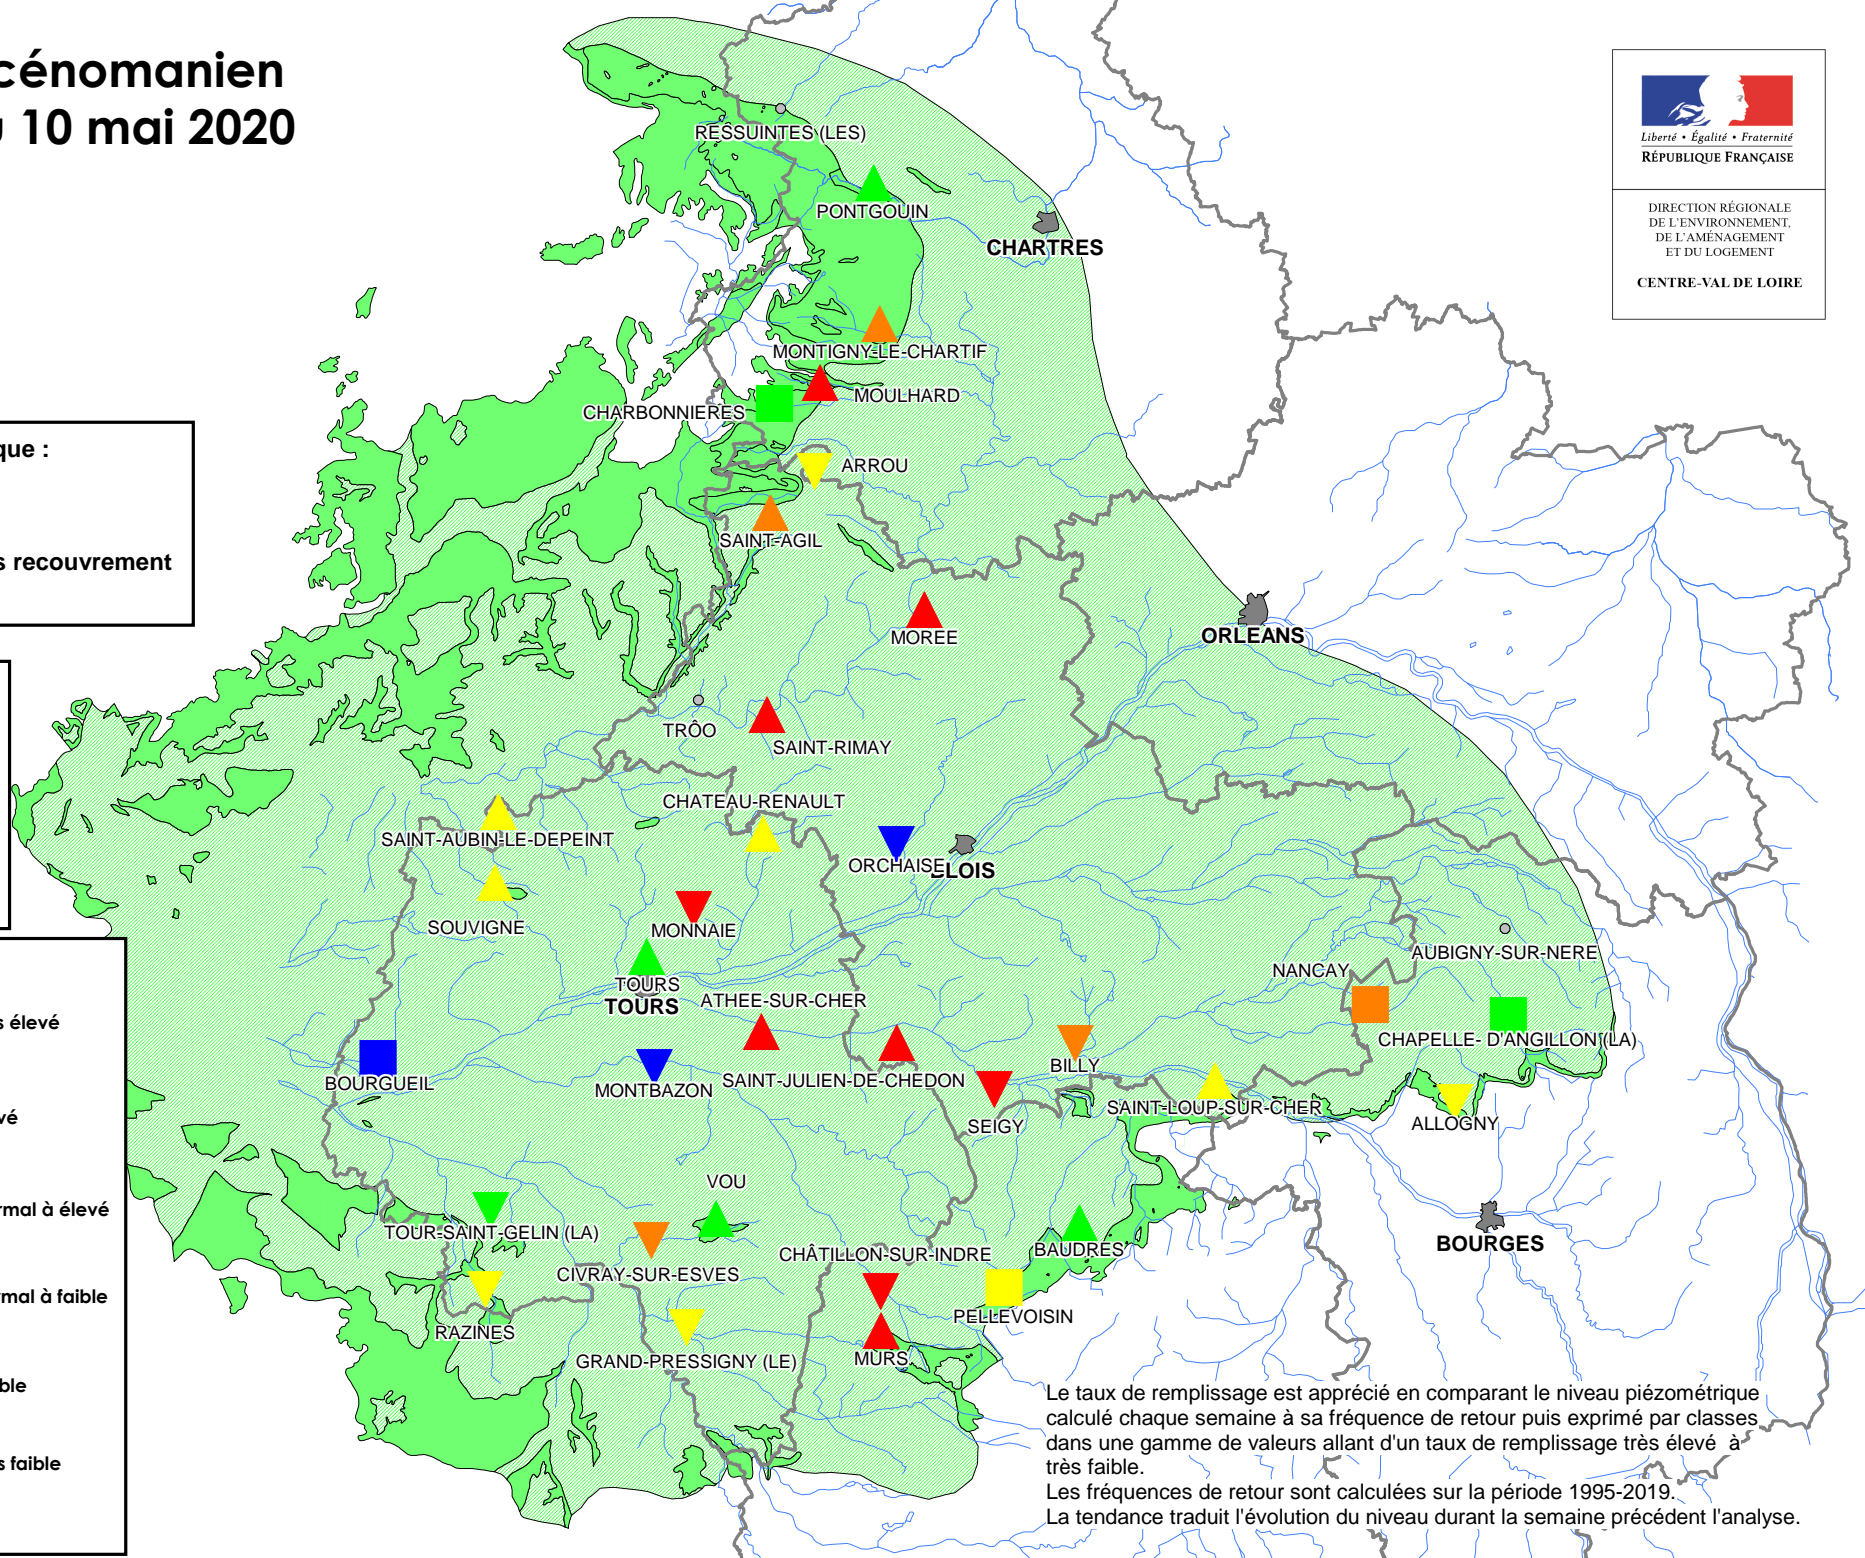 cénomanien
10 mai 2020
Liberté • Égalité • Fraternité
RÉPUBLIQUE FRANÇAISE
DIRECTION RÉGIONALE
DE L'ENVIRONNEMENT,
DE L'AMÉNAGEMENT
ET DU LOGEMENT
CENTRE-VAL DE LOIRE
RESSUINTES (LES)
PONTGOUIN
CHARTRES
MONTIGNY-LE-CHARTIF
MOULHARD
CHARBONNIERES
que :
ARROU
SAINT-AGIL
s recouvrement
MOREE
ORLEANS
TRÔO
SAINT-RIMAY
CHATEAU-RENAULT
SAINT-AUBIN-LE-DEPEINT
ORCHAISE
BLOIS
SOUVIGNE
MONNAIE
AUBIGNY-SUR-NERE
NANCAY
TOURS
TOURS
ATHEE-SUR-CHER
s élevé
CHAPELLE- D'ANGILLON (LA)
BOURGUEIL
MONTBAZON
SAINT-JULIEN-DE-CHEDON
BILLY
SAINT-LOUP-SUR-CHER
vé
SEIGY
ALLOGNY
VOU
rmal à élevé
TOUR-SAINT-GELIN (LA)
CIVRAY-SUR-ESVES
CHÂTILLON-SUR-INDRE
BAUDRES
BOURGES
rmal à faible
RAZINES
PELLEVOISIN
GRAND-PRESSIGNY (LE)
MURS
ble
s faible
Le taux de remplissage est apprécié en comparant le niveau piézométrique
calculé chaque semaine à sa fréquence de retour puis exprimé par classes
dans une gamme de valeurs allant d'un taux de remplissage très élevé à
très faible.
Les fréquences de retour sont calculées sur la période 1995-2019.
La tendance traduit l'évolution du niveau durant la semaine précédent l'analyse.